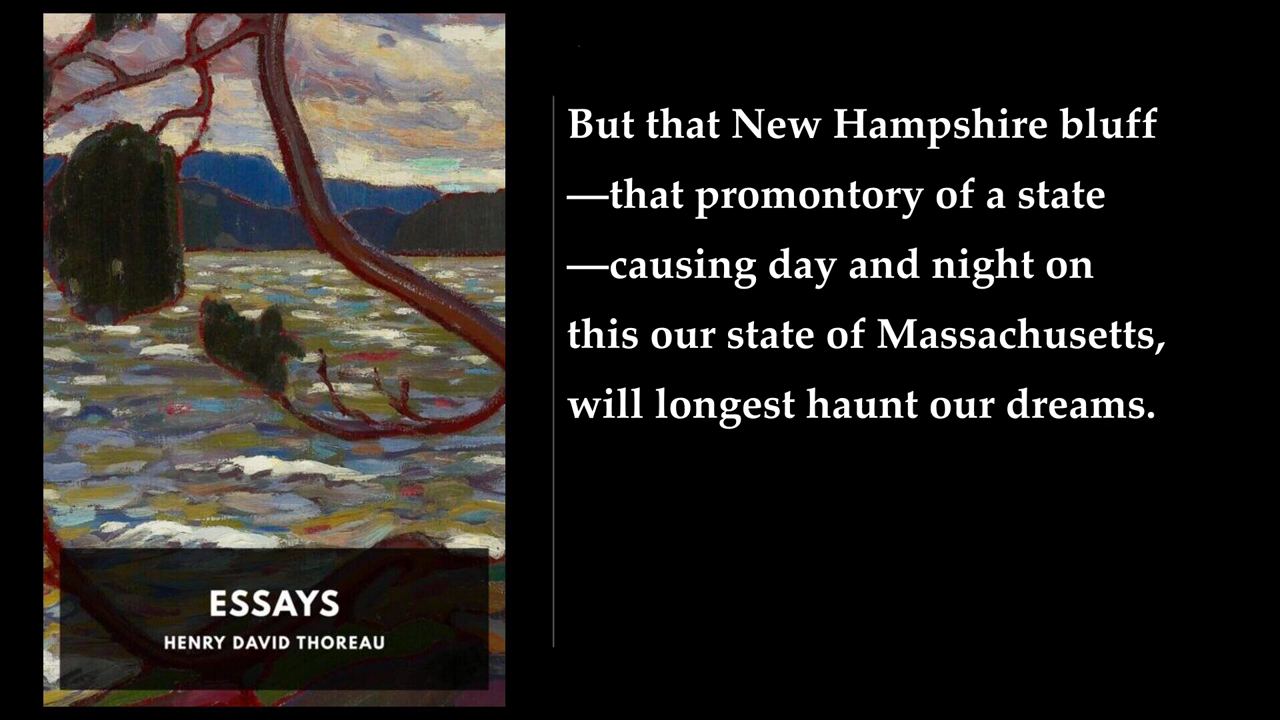 But that New Hampshire bluff
—that promontory of a state
—causing day and night on
this our state of Massachusetts,
will longest haunt our dreams.
ESSAYS
HENRY DAVID THOREAU